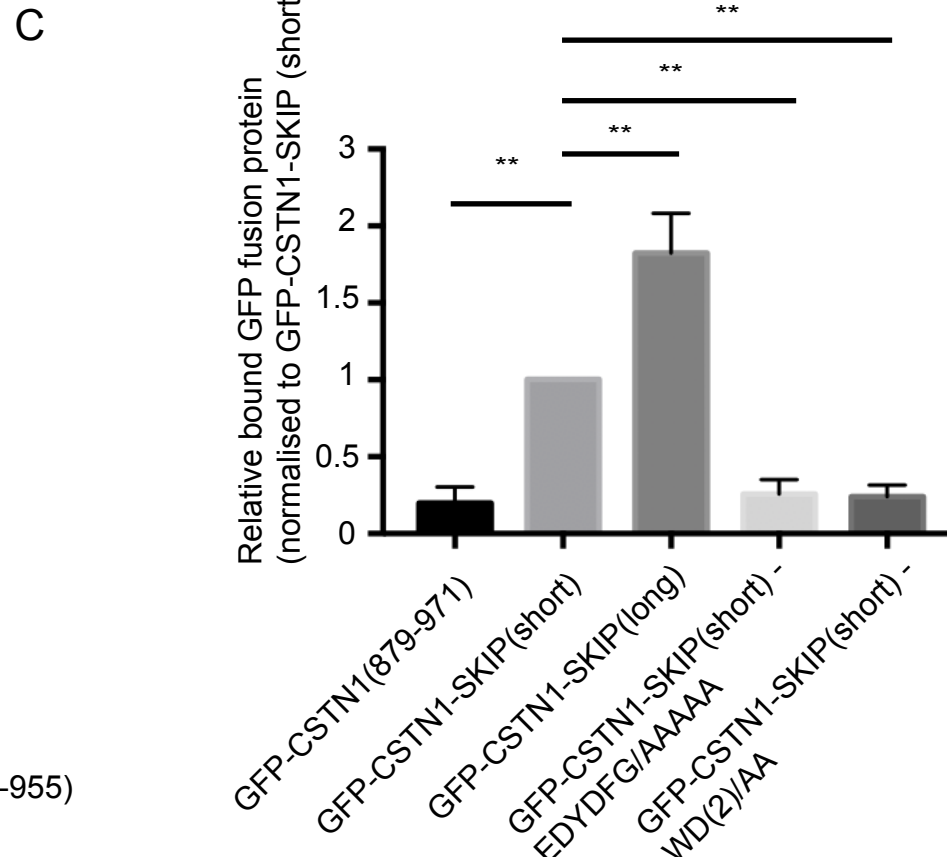 C
**
**
**
**
Relative bound GFP fusion protein
(normalised to GFP-CSTN1-SKIP (short
3
2
1.5
1
0.5
0
GFP-CSTN1(879-971)
GFP-CSTN1-SKIP(short)
GFP-CSTN1-SKIP(long)
GFP-CSTN1-SKIP(short) -
EDYDFG/AAAAA
GFP-CSTN1-SKIP(short) -
WD(2)/AA
-955)